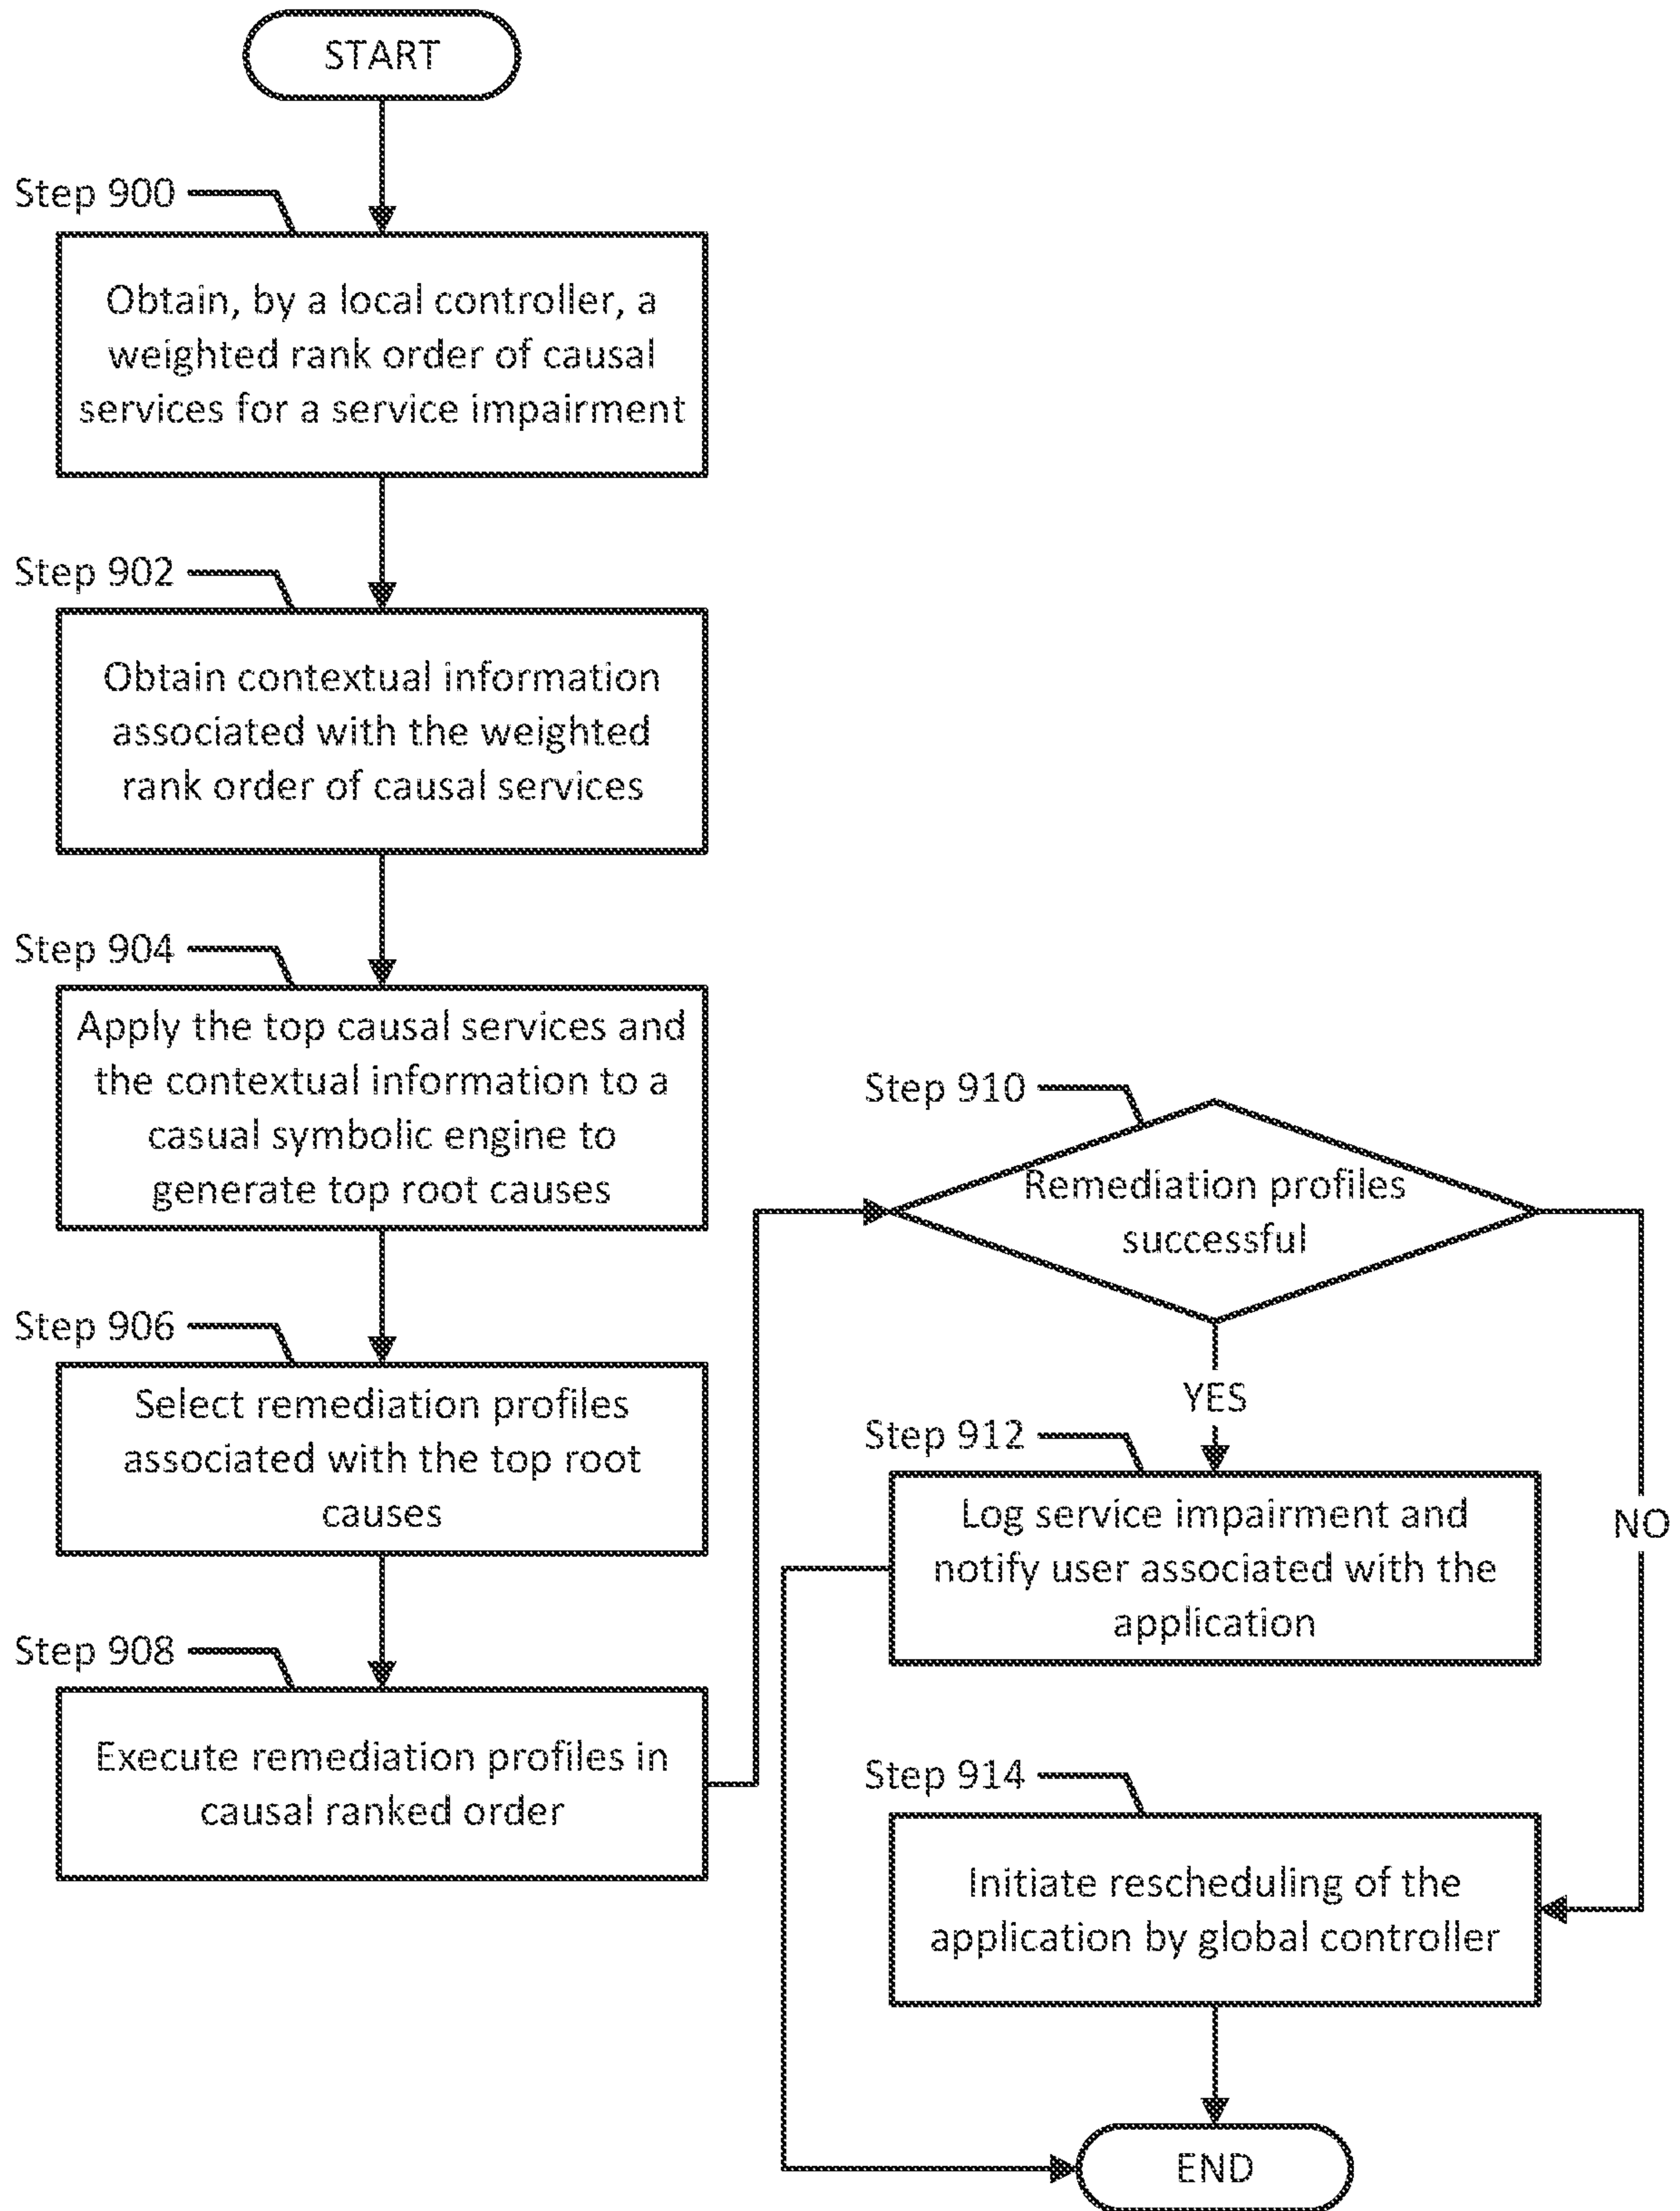 START
Step 900
Obtain, by a local controller, a
weighted rank order of causal
services for a service impairment
Step 902
Obtain contextual information
associated with the weighted
rank order of causal services
Step 904
Apply the top causal services and
the contextual information to a
casual symbolic engine to
generate top root causes
Step 906
Select remediation profiles
associated with the top root
causes
Step 908
Execute remediation profiles in
causal ranked order
Step 910
Remediation profiles
successful
YES
NO
Step 912
Log service impairment and
notify user associated with the
application
Step 914
Initiate rescheduling of the
application by global controller
END